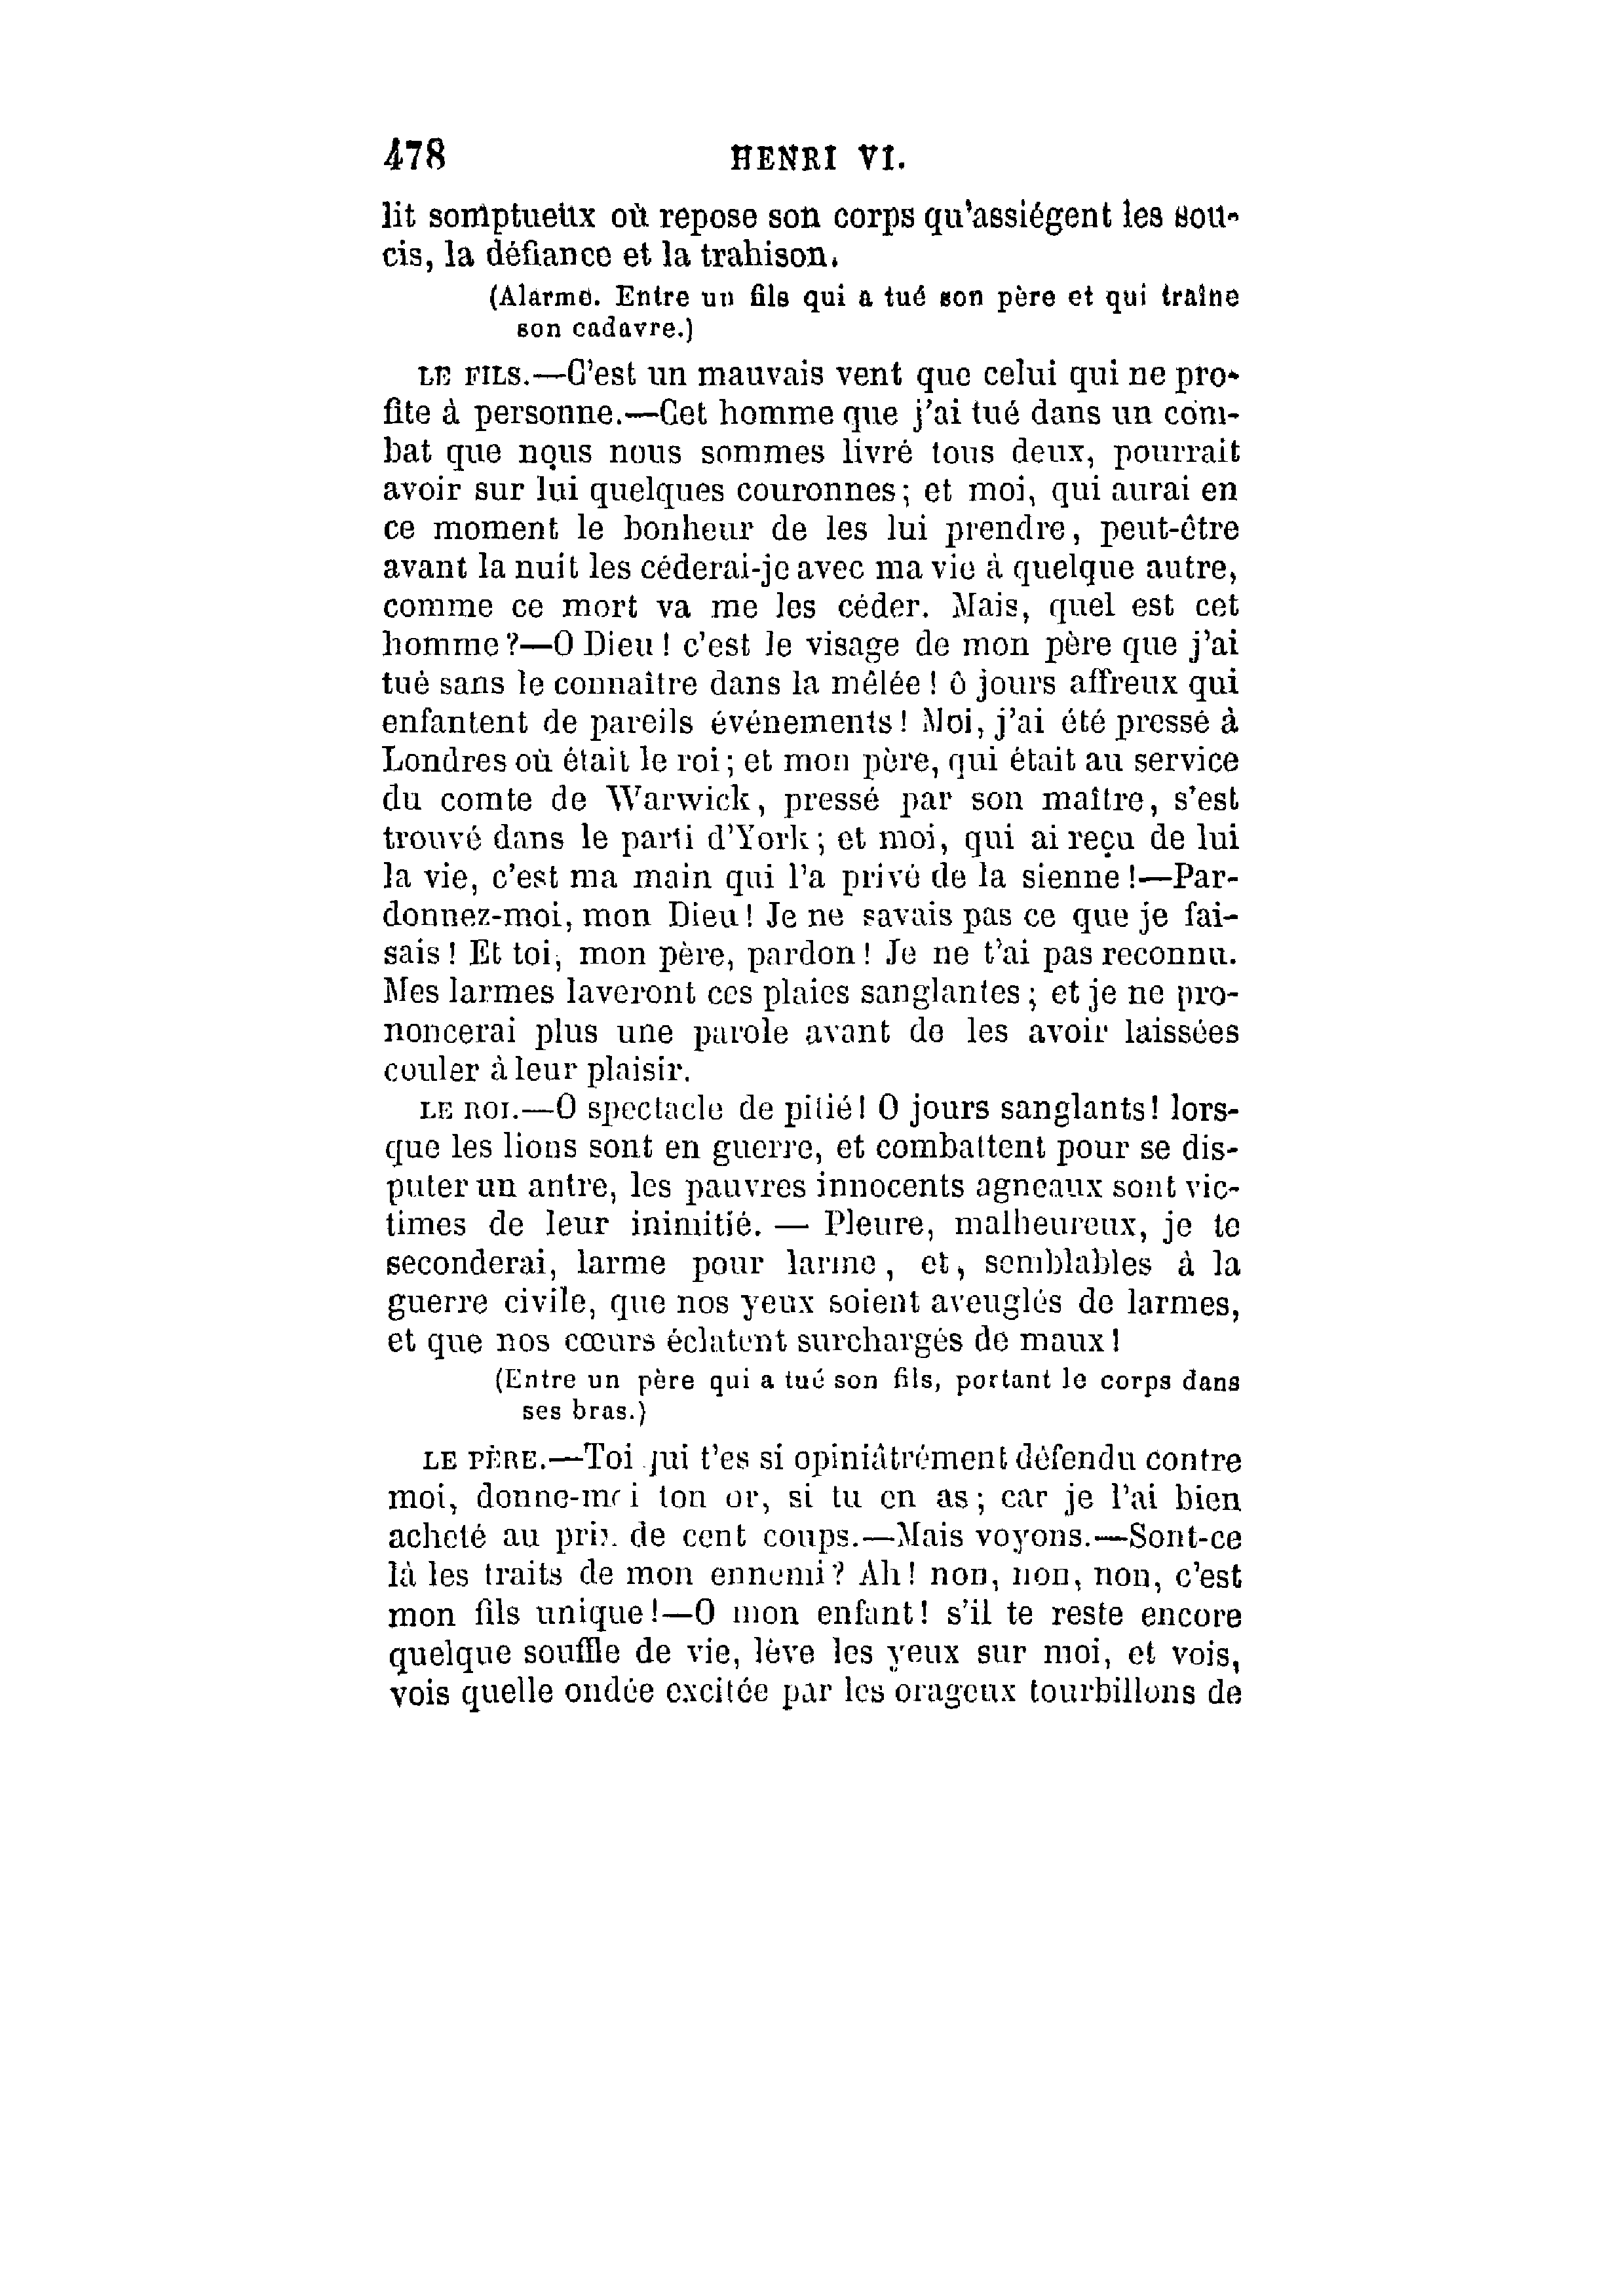 478 HENRI VI.
lit somptueux où repose son corps qu'assiégent les sou-
cis, la défiance et la trahison.
(Alarme. Entre un fils qui a tué son père et qui traîne
son cadavre.)
LE FILS.—C'est un mauvais vent que celui qui ne pro-
fite à personne.—Cet homme que j'ai tué dans un com-
bat que nous nous sommes livré tous deux, pourrait
avoir sur lui quelques couronnes; et moi, qui aurai en
ce moment le bonheur de les lui prendre, peut-être
avant la nuit les céderai-je avec ma vie à quelque autre,
comme ce mort va me les céder. Mais, quel est cet
homme?—O Dieu! c'est le visage de mon père que j'ai
tué sans le connaître dans la mêlée! ô jours affreux qui
enfantent de pareils événements! Moi, j'ai été pressé à
Londres où était le roi; et mon père, qui était au service
du comte de Warwick, pressé par son maître, s'est
trouvé dans le parti d'York; et moi, qui ai reçu de lui
la vie, c'est ma main qui l'a privé de la sienne!—Par-
donnez-moi, mon Dieu! Je ne savais pas ce que je fai-
sais! Et toi, mon père, pardon! Je ne t'ai pas reconnu.
Mes larmes laveront ces plaies sanglantes; et je ne pro-
noncerai plus une parole avant de les avoir laissées
couler à leur plaisir.
LE ROI.—O spectacle de pitié! O jours sanglants! lors-
que les lions sont en guerre, et combattent pour se dis-
puter un antre, les pauvres innocents agneaux sont vic-
times de leur inimitié. — Pleure, malheureux, je te
seconderai, larme pour larme, et, semblables à la
guerre civile, que nos yeux soient aveuglés de larmes,
et que nos cœurs éclatent surchargés de maux!
(Entre un père qui a tué son fils, portant le corps dans
ses bras.)
LE PÈRE.—Toi qui t'es si opiniâtrément défendu contre
moi, donne-moi ton or, si tu en as; car je l'ai bien
acheté au prix de cent coups.—Mais voyons.—Sont-ce
là les traits de mon ennemi? Ah! non, non, non, c'est
mon fils unique!—O mon enfant! s'il te reste encore
quelque souffle de vie, lève les yeux sur moi, et vois,
vois quelle ondée excitée par les orageux tourbillons de